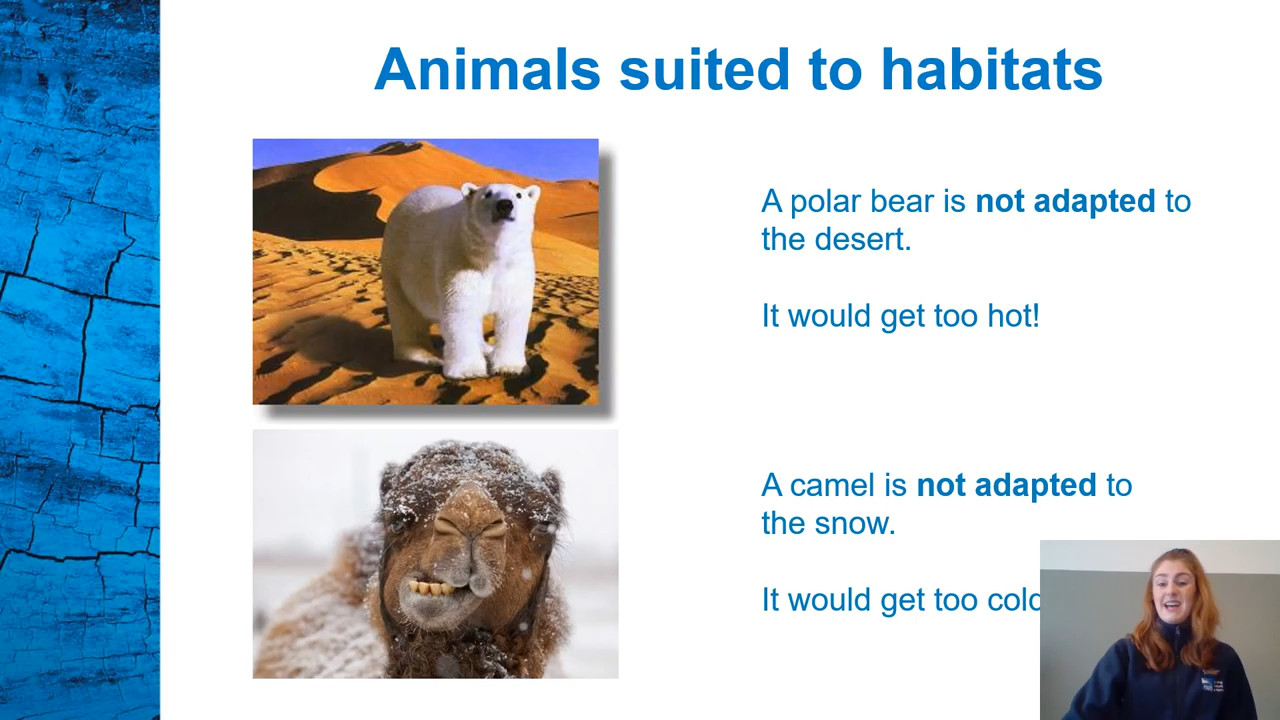 Animals suited to habitats
A polar bear is not adapted to
the desert.
It would get too hot!
A camel is not adapted to
the snow.
It would get too cold